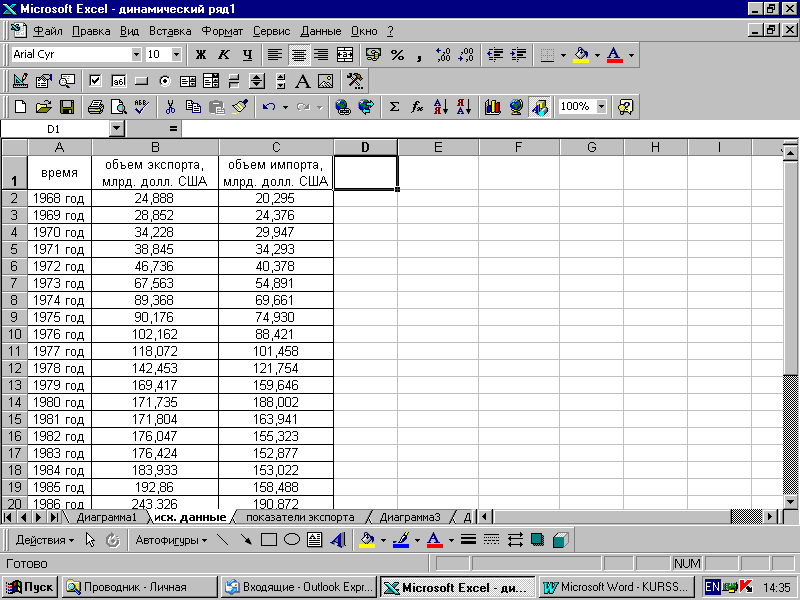 Microsoft Excel - динамический ряд1
Файл Правка Вид Вставка Формат Сервис Данные Окно ?
Arial Cyr 10 Ж К Ч % ,
100%
D1 =
A B C D E F G H I
1 время объем экспорта, млрд. долл. США объем импорта, млрд. долл. США
2 1968 год 24,888 20,295
3 1969 год 28,852 24,376
4 1970 год 34,228 29,947
5 1971 год 38,845 34,293
6 1972 год 46,736 40,378
7 1973 год 67,563 54,891
8 1974 год 89,368 69,661
9 1975 год 90,176 74,930
10 1976 год 102,162 88,421
11 1977 год 118,072 101,458
12 1978 год 142,453 121,754
13 1979 год 169,417 159,646
14 1980 год 171,735 188,002
15 1981 год 171,804 163,941
16 1982 год 176,047 155,323
17 1983 год 176,424 152,877
18 1984 год 183,933 153,022
19 1985 год 192,86 158,488
20 1986 год 243,326 190,872
Диаграмма1 исх. данные показатели экспорта Диаграмма3 Д
Действия Автофигуры
Готово NUM
Пуск Проводник - Личная Входящие - Outlook Expr... Microsoft Excel - ди... Microsoft Word - KURSS... EN 14:35